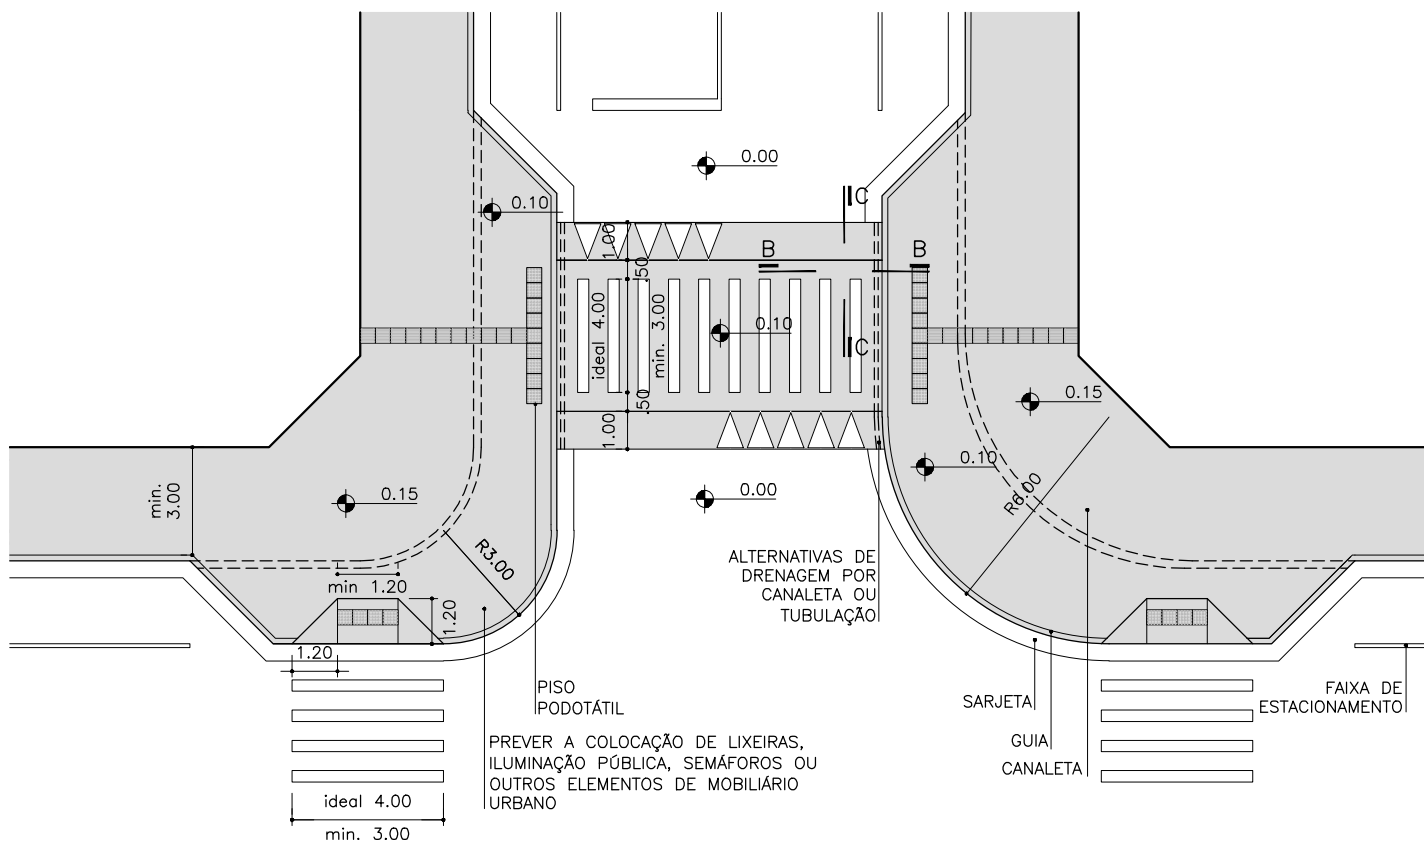 0.00
C
0.10
1.00
B
B
.50
ideal 4.00
min. 3.00
0.10
C
.50
0.15
1.00
0.10
min.
3.00
0.15
0.00
R6.00
R3.00
min 1.20
1.20
1.20
ALTERNATIVAS DE
DRENAGEM POR
CANALETA OU
TUBULAÇÃO
PISO
PODOTÁTIL
SARJETA
FAIXA DE
ESTACIONAMENTO
GUIA
CANALETA
PREVER A COLOCAÇÃO DE LIXEIRAS,
ILUMINAÇÃO PÚBLICA, SEMÁFOROS OU
OUTROS ELEMENTOS DE MOBILIÁRIO
URBANO
ideal 4.00
min. 3.00